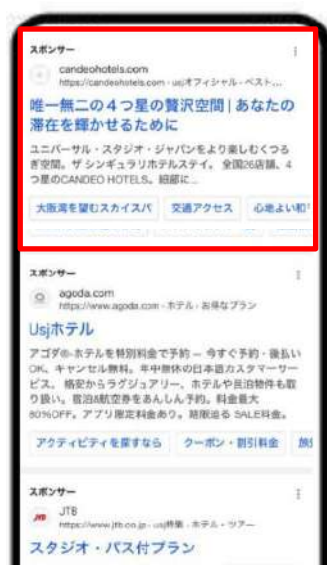 スポンサー
candeohotels.com
https://candeohotels.com › usjオフィシャル › ベスト...
唯一無二の4つ星の贅沢空間 | あなたの
滞在を輝かせるために
ユニバーサル・スタジオ・ジャパンをより楽しむくつろ
ぎ空間。ザ シンギュラリホテルステイ。 全国26店舗、4
つ星のCANDEO HOTELS。細部に...
大阪湾を望むスカイスパ 交通アクセス 心地よい和
スポンサー
agoda.com
https://www.agoda.com › ホテル › お得なプラン
Usjホテル
アゴダ®-ホテルを特別料金で予約 – 今すぐ予約・後払い
OK、キャンセル無料。年中無休の日本語カスタマーサー
ビス。 格安からラグジュアリー、ホテルや民泊物件も取
り扱い。宿泊&航空券をあんしん予約。料金最大
80%OFF。アプリ限定料金あり。期限迫る SALE料金。
アクティビティを探すなら クーポン・割引料金
スポンサー
JTB
JTB
https://www.jtb.co.jp › usj特集 › ホテル・ツアー
スタジオ・パス付プラン